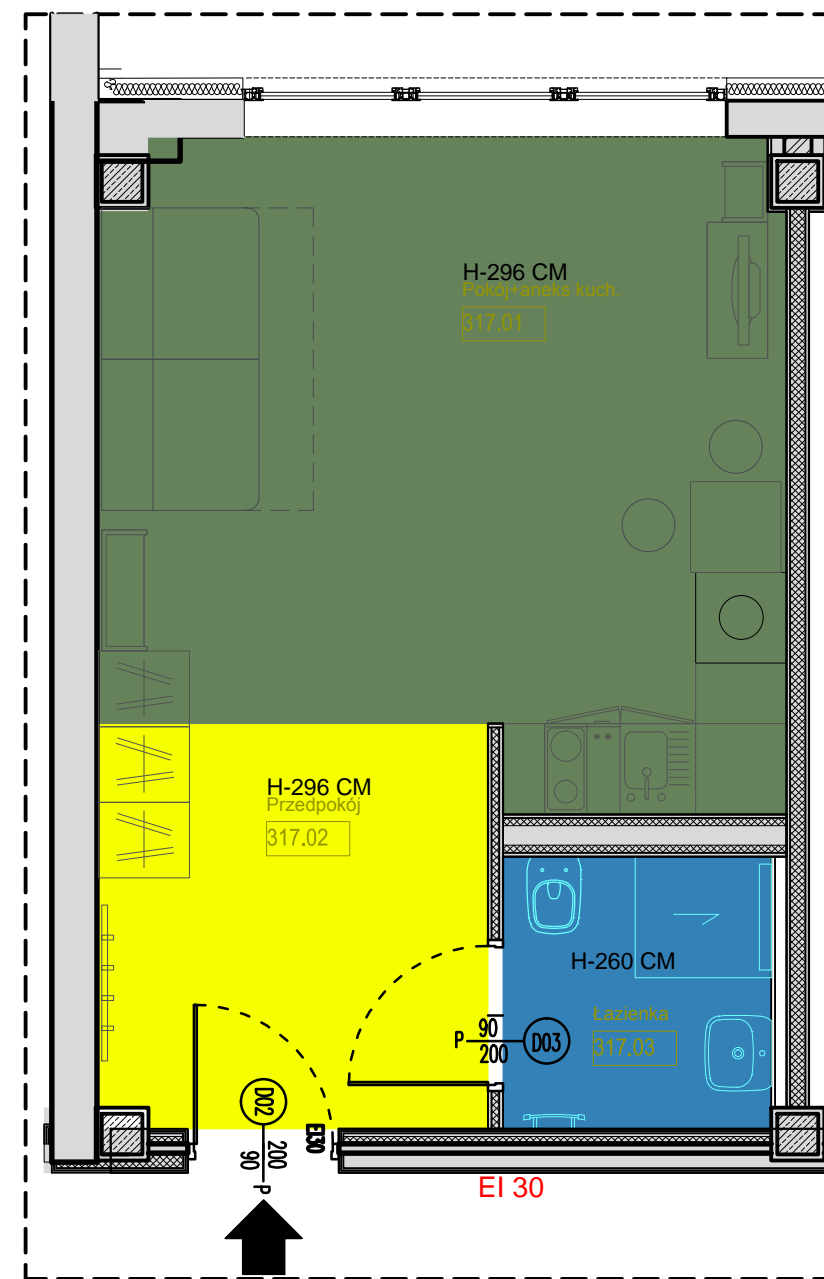 H-296 CM
Pokój+aneks kuch.
317.01
H-296 CM
Przedpokój
317.02
H-260 CM
Łazienka
317.03
P 90
200
D03
D02
200
90
P
EI30
EI 30